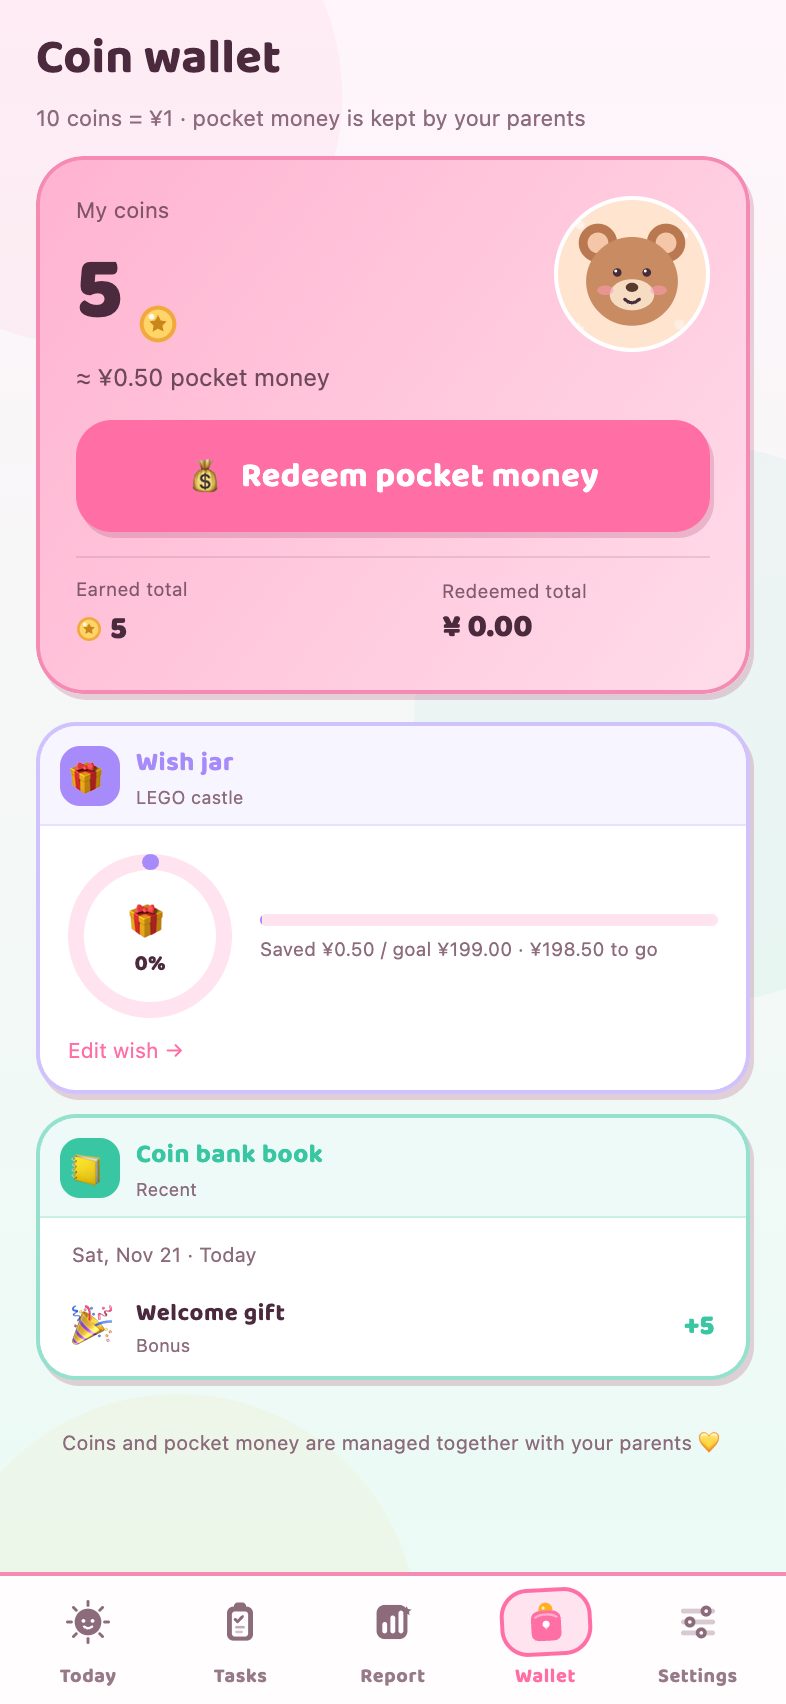 Coin wallet
10 coins = ¥1 · pocket money is kept by your parents
My coins
5
≈ ¥0.50 pocket money
💰 Redeem pocket money
Earned total
5
Redeemed total
¥ 0.00
Wish jar
LEGO castle
0%
Saved ¥0.50 / goal ¥199.00 · ¥198.50 to go
Edit wish →
Coin bank book
Recent
Sat, Nov 21 · Today
Welcome gift
Bonus
+5
Coins and pocket money are managed together with your parents 💛
Today
Tasks
Report
Wallet
Settings